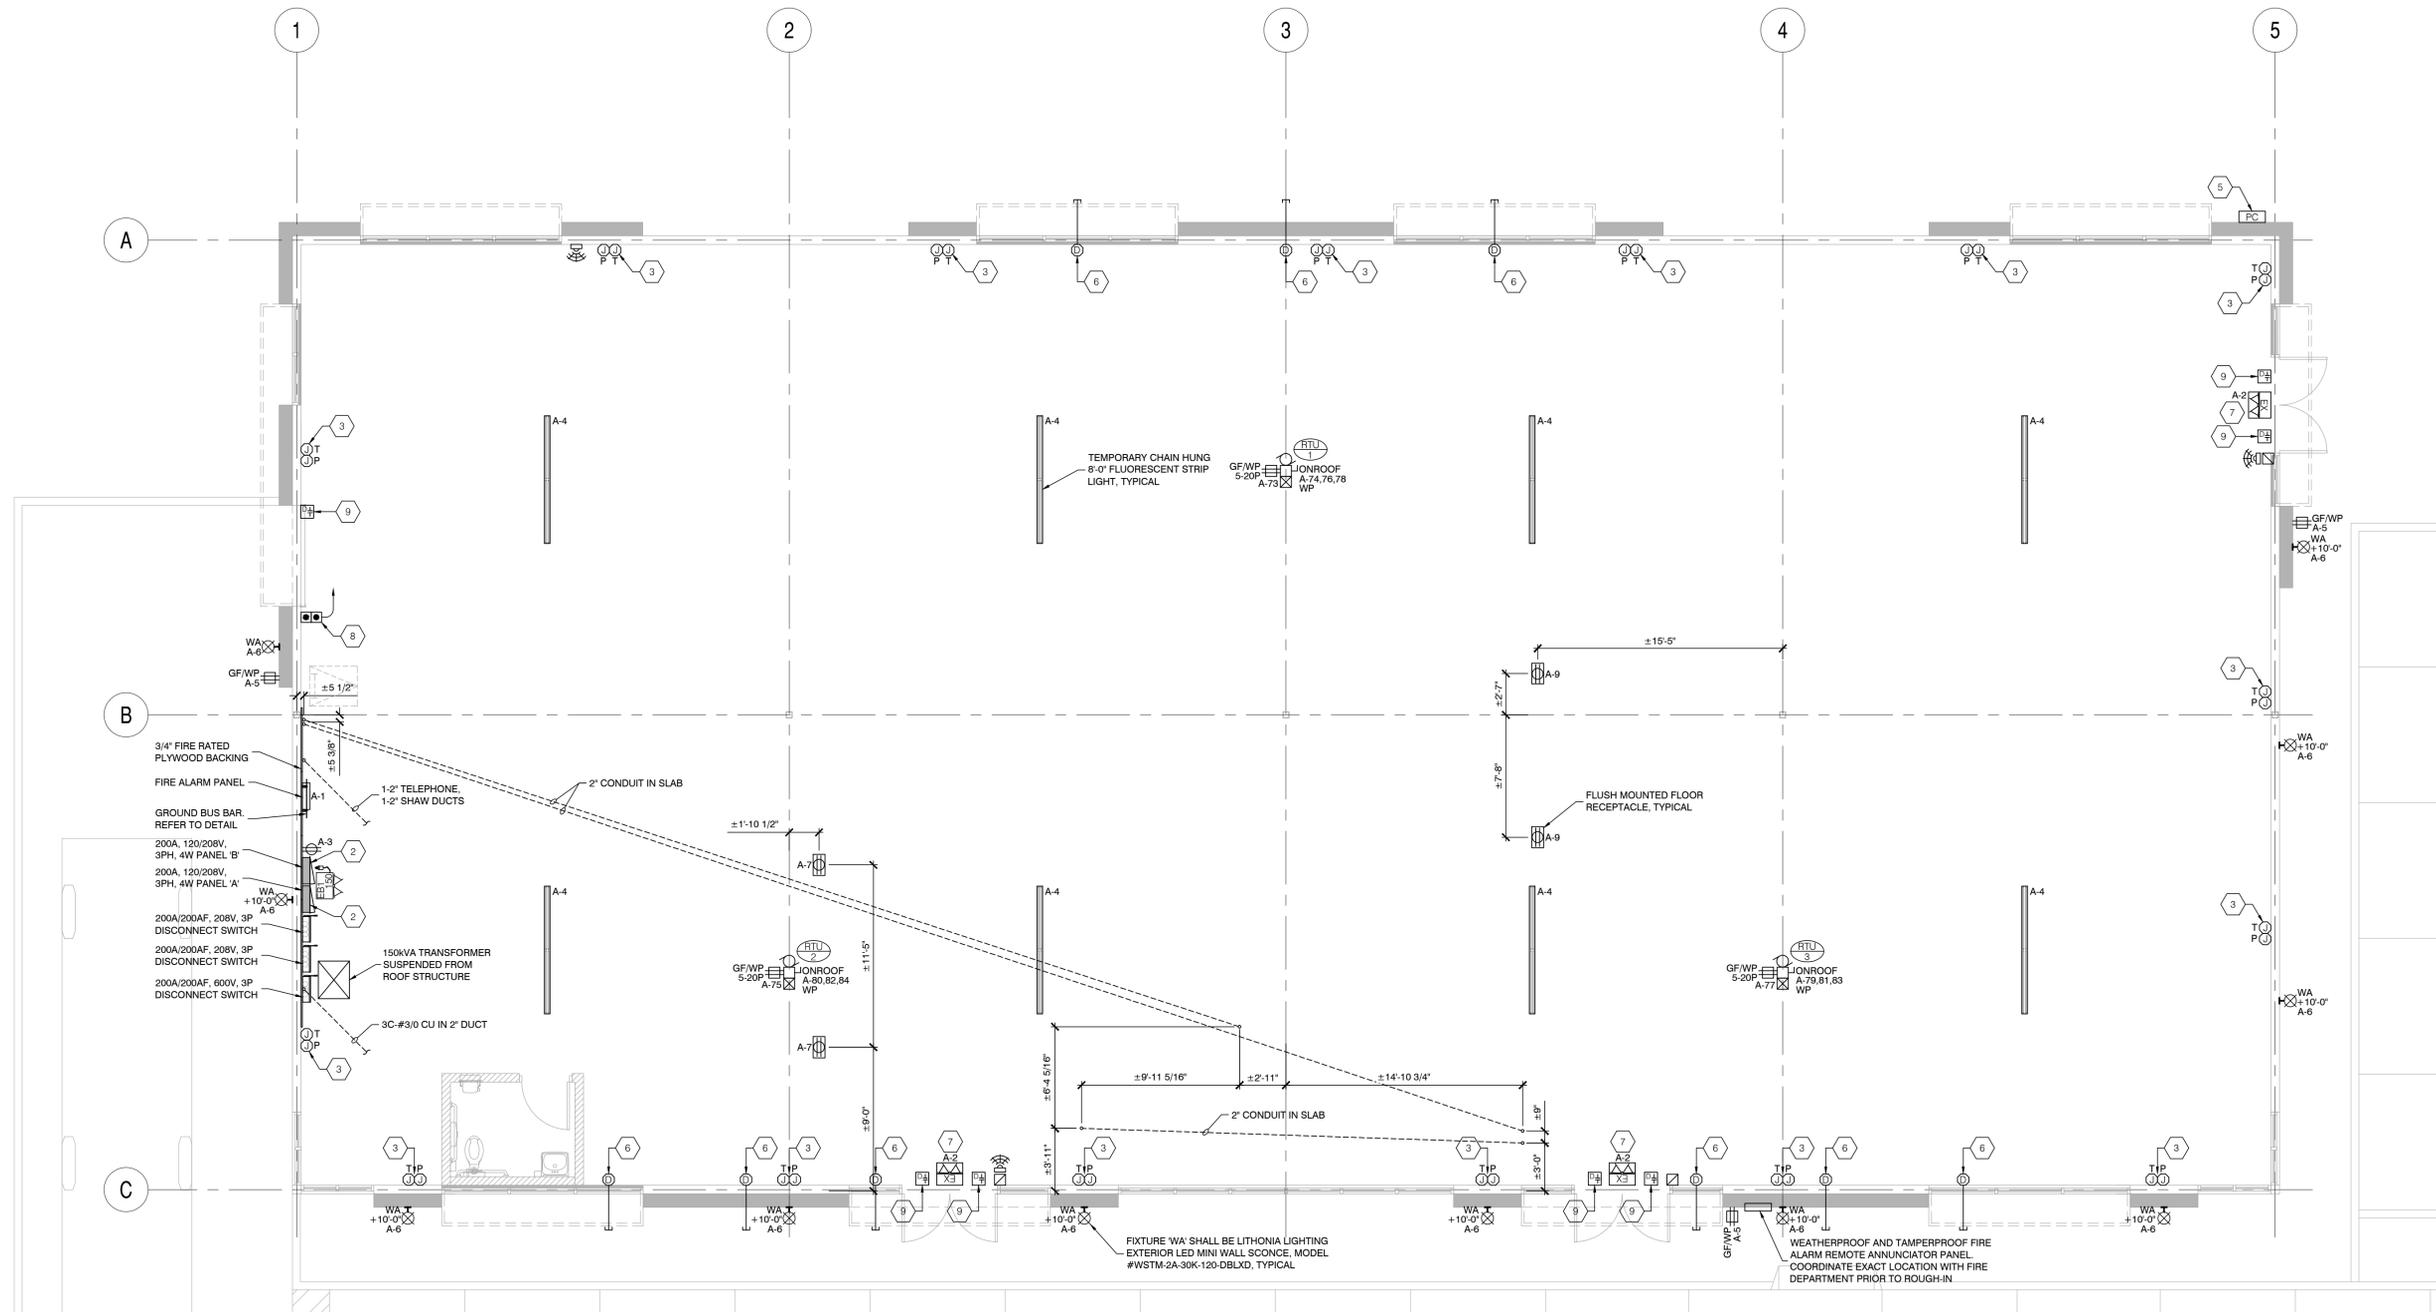 1
2
3
4
5
A
5
PC
P T
3
P T
3
6
6
P T
3
6
P T
3
P T
3
T
P
3
9
A-2
7
EX
9
3
T
P
A-4
A-4
A-4
A-4
TEMPORARY CHAIN HUNG
8'-0" FLUORESCENT STRIP
LIGHT, TYPICAL
RTU
1
GF/WP
5-20P
A-73
JONROOF
A-74,76,78
WP
9
8
GF/WP
A-5
WA
+10'-0"
A-6
WA
A-6
GF/WP
A-5
±5 1/2"
±15'-5"
A-9
±2'-7"
3
T
P
B
±5 3/8"
WA
+10'-0"
A-6
3/4" FIRE RATED
PLYWOOD BACKING
FIRE ALARM PANEL
A-1
GROUND BUS BAR.
REFER TO DETAIL
1-2" TELEPHONE,
1-2" SHAW DUCTS
2" CONDUIT IN SLAB
±7'-8"
FLUSH MOUNTED FLOOR
RECEPTACLE, TYPICAL
A-9
±1'-10 1/2"
A-7
A-3
2
200A, 120/208V,
3PH, 4W PANEL 'B'
200A, 120/208V,
3PH, 4W PANEL 'A'
EB1
150
WA
+10'-0"
A-6
2
200A/200AF, 208V, 3P
DISCONNECT SWITCH
200A/200AF, 208V, 3P
DISCONNECT SWITCH
200A/200AF, 600V, 3P
DISCONNECT SWITCH
150kVA TRANSFORMER
SUSPENDED FROM
ROOF STRUCTURE
3C-#3/0 CU IN 2" DUCT
T
P
3
A-4
A-4
A-4
A-4
RTU
2
GF/WP
5-20P
A-75
JONROOF
A-80,82,84
WP
±11'-5"
A-7
RTU
3
GF/WP
5-20P
A-77
JONROOF
A-79,81,83
WP
3
T
P
WA
+10'-0"
A-6
±6'-4 5/16"
±9'-11 5/16"
±2'-11"
±14'-10 3/4"
±9'-0"
2" CONDUIT IN SLAB
±9"
±3'-11"
±3'-0"
C
3
T P
6
6
3
T P
6
7
A-2
EX
9
9
3
T P
3
T P
7
A-2
EX
9
9
6
3
T P
6
6
3
T P
WA
+10'-0"
A-6
WA
+10'-0"
A-6
WA
+10'-0"
A-6
WA
+10'-0"
A-6
GF/WP
A-5
WA
+10'-0"
A-6
WA
+10'-0"
A-6
FIXTURE 'WA' SHALL BE LITHONIA LIGHTING
EXTERIOR LED MINI WALL SCONCE, MODEL
#WSTM-2A-30K-120-DBLXD, TYPICAL
WEATHERPROOF AND TAMPERPROOF FIRE
ALARM REMOTE ANNUNCIATOR PANEL.
COORDINATE EXACT LOCATION WITH FIRE
DEPARTMENT PRIOR TO ROUGH-IN